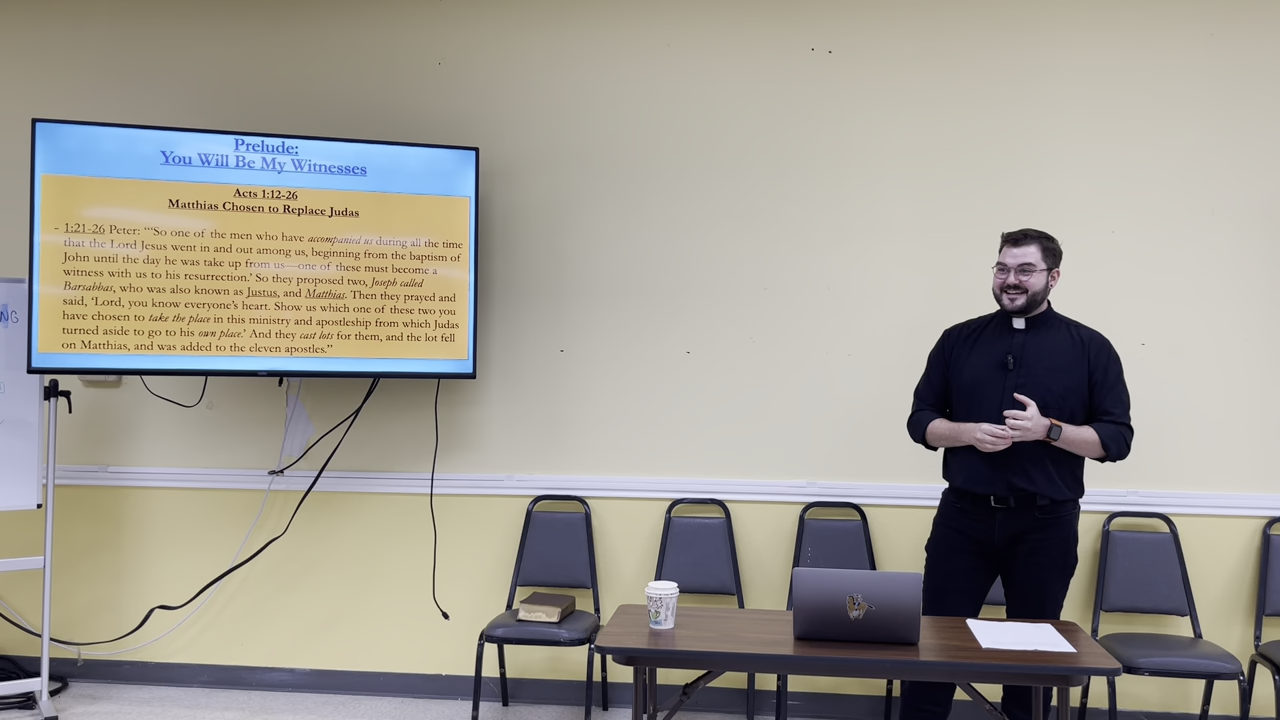 Prelude:
You Will Be My Witnesses
Acts 1:12-26
Matthias Chosen to Replace Judas
- 1:21-26 Peter: "'So one of the men who have accompanied us during all the time
that the Lord Jesus went in and out among us, beginning from the baptism of
John until the day he was take up from us—one of these must become a
witness with us to his resurrection.' So they proposed two, Joseph called
Barsabbas, who was also known as Justus, and Matthias. Then they prayed and
said, 'Lord, you know everyone's heart. Show us which one of these two you
have chosen to take the place in this ministry and apostleship from which Judas
turned aside to go to his own place.' And they cast lots for them, and the lot fell
on Matthias, and was added to the eleven apostles."
NG